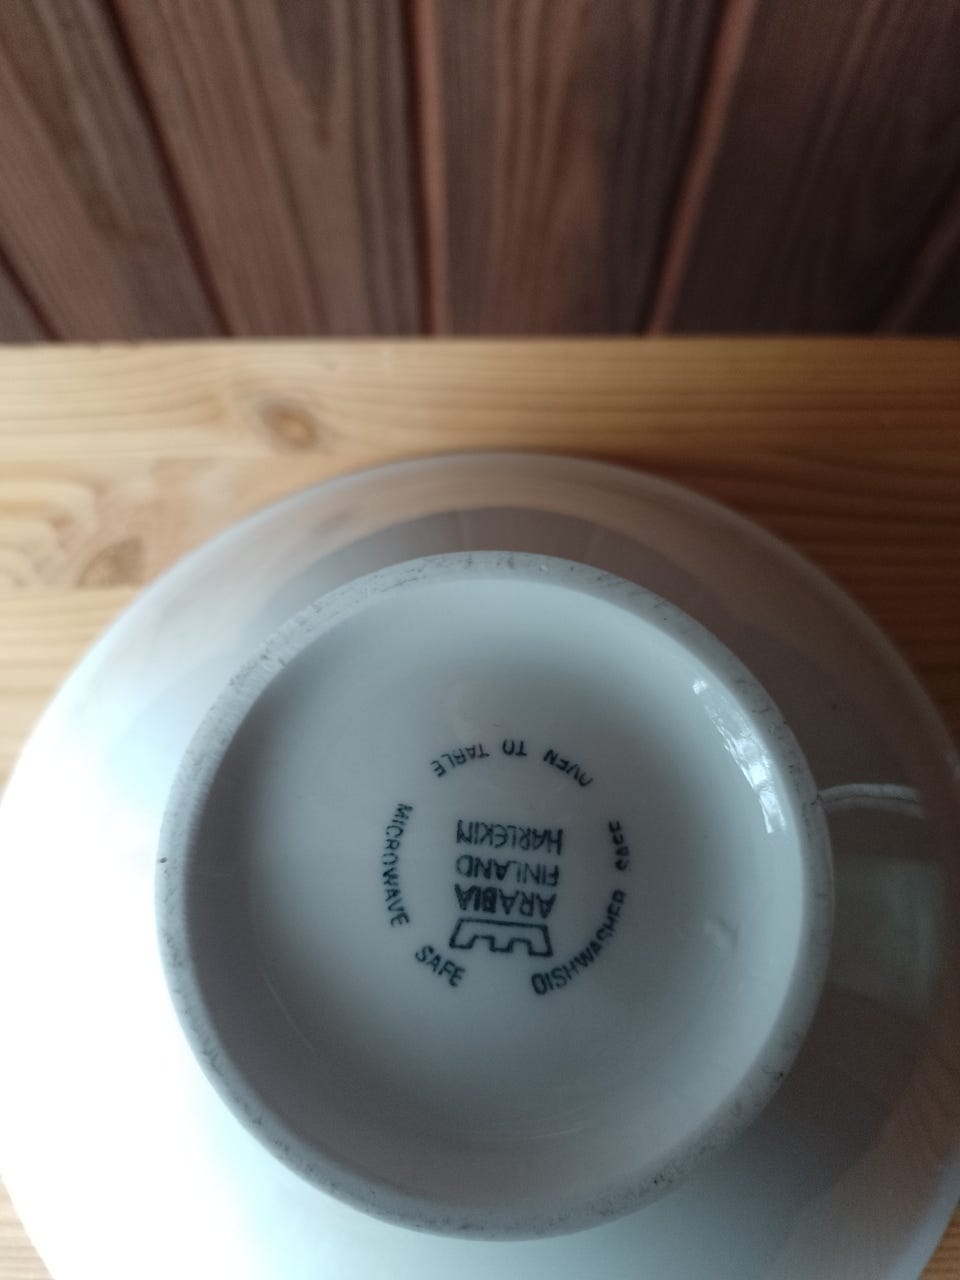 MICROWAVE SAFE
DISHWASHER SAFE
OVEN TO TABLE
ARABIA
FINLAND
HARLEKIN